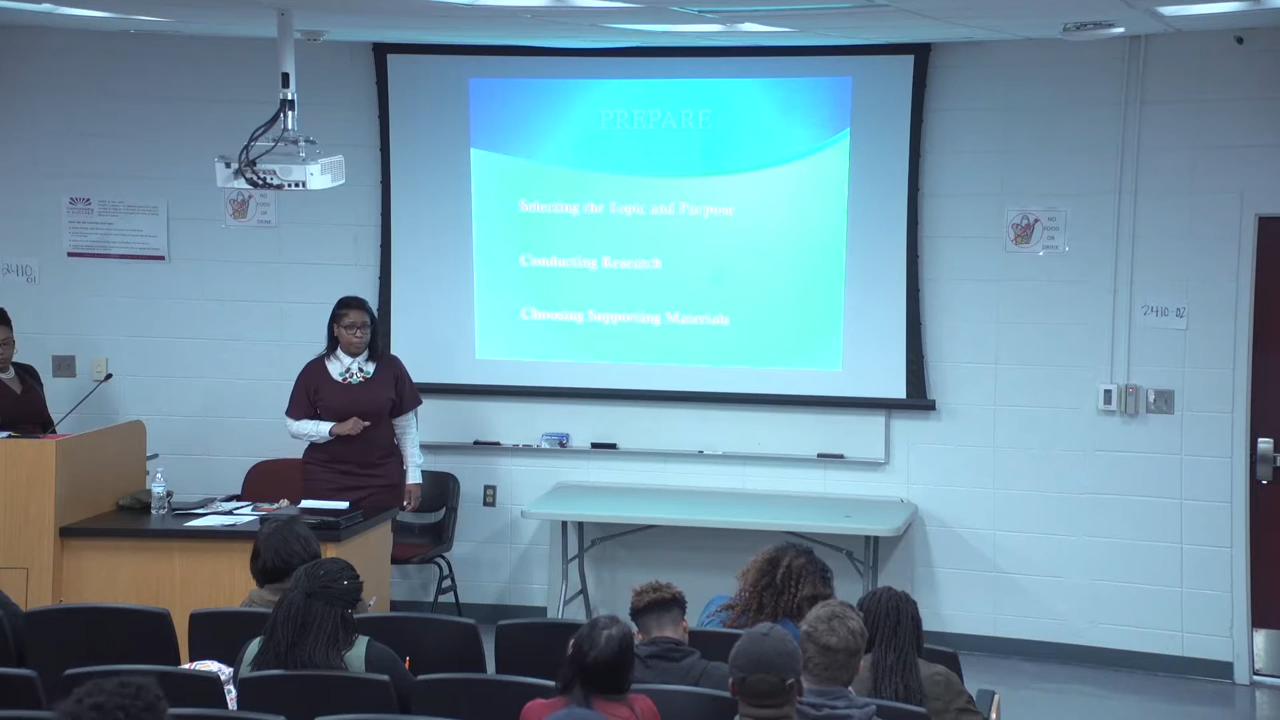 PREPARE
Selecting the Topic and Purpose
Conducting Research
Choosing Supporting Materials
NO
FOOD
OR
DRINK
NO
FOOD
OR
DRINK
2410-02
2410
01